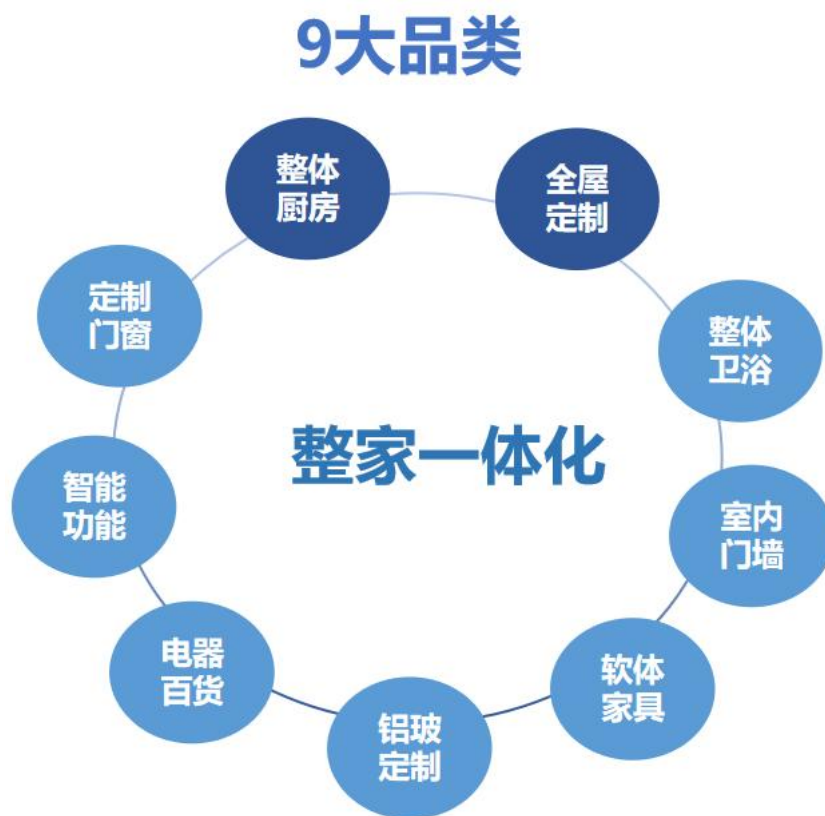 9大品类
整体
厨房
全屋
定制
定制
门窗
整体
卫浴
整家一体化
智能
功能
室内
门墙
电器
百货
软体
家具
铝玻
定制